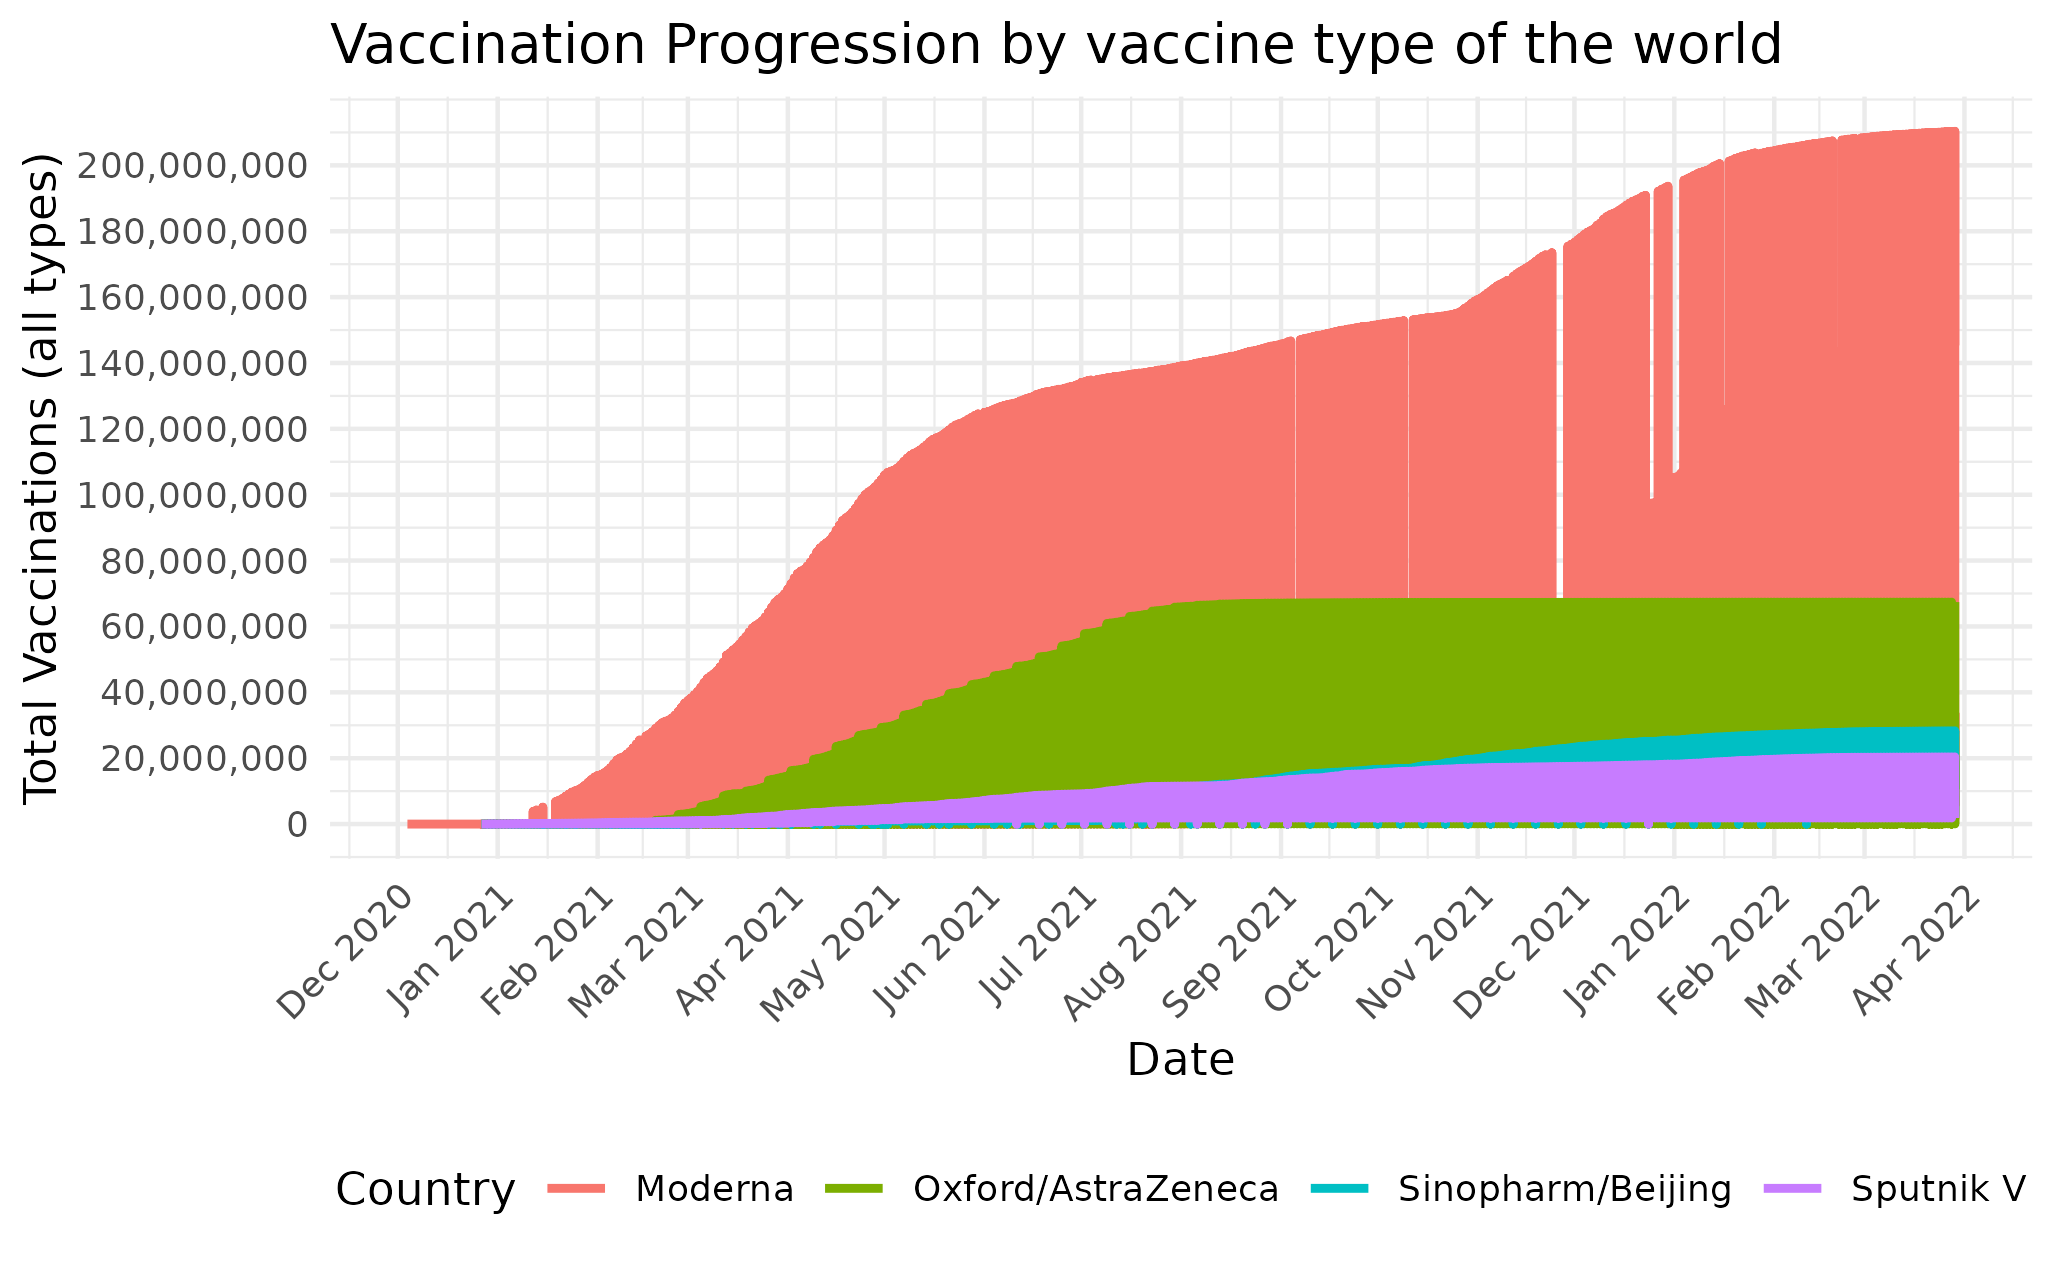 Vaccination Progression by vaccine type of the world
Total Vaccinations (all types)
200,000,000
180,000,000
160,000,000
140,000,000
120,000,000
100,000,000
80,000,000
60,000,000
40,000,000
20,000,000
0
Dec 2020
Jan 2021
Feb 2021
Mar 2021
Apr 2021
May 2021
Jun 2021
Jul 2021
Aug 2021
Sep 2021
Oct 2021
Nov 2021
Dec 2021
Jan 2022
Feb 2022
Mar 2022
Apr 2022
Date
Country Moderna Oxford/AstraZeneca Sinopharm/Beijing Sputnik V